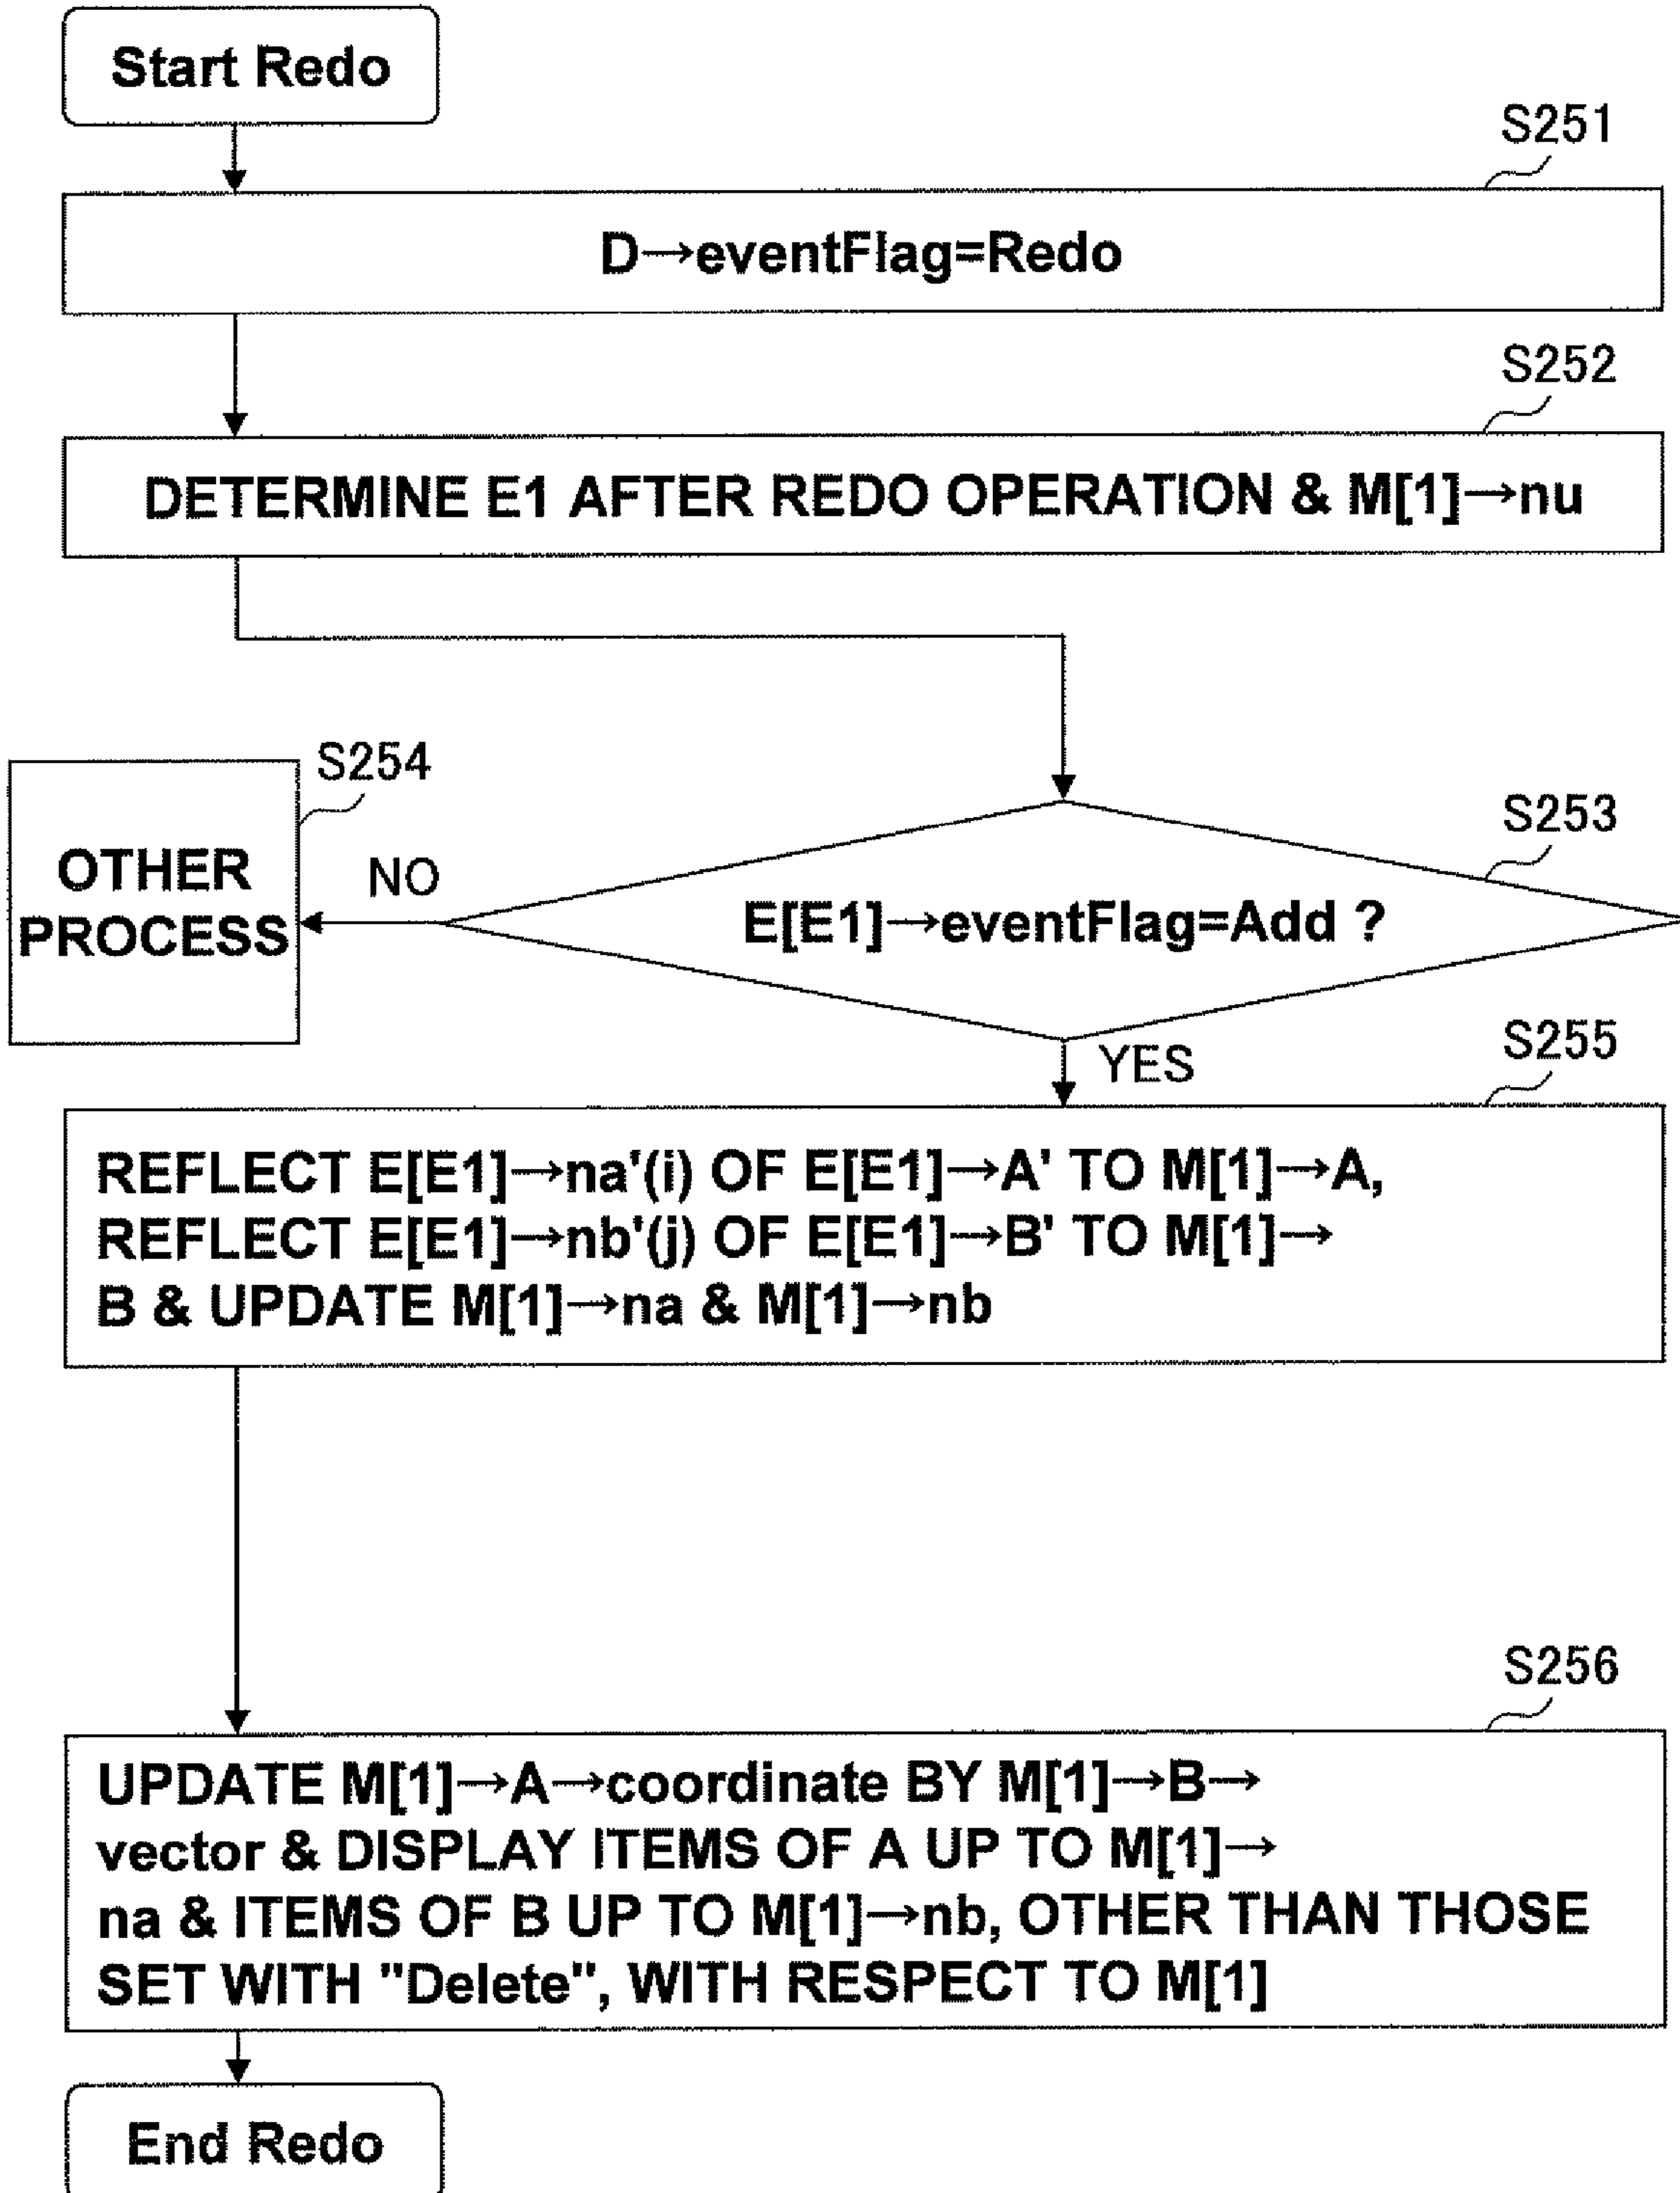 Start Redo
S251
D→eventFlag=Redo
S252
DETERMINE E1 AFTER REDO OPERATION & M[1]→nu
S254
OTHER
PROCESS
NO
S253
E[E1]→eventFlag=Add ?
YES
S255
REFLECT E[E1]→na'(i) OF E[E1]→A' TO M[1]→A,
REFLECT E[E1]→nb'(j) OF E[E1]→B' TO M[1]→
B & UPDATE M[1]→na & M[1]→nb
S256
UPDATE M[1]→A→coordinate BY M[1]→B→
vector & DISPLAY ITEMS OF A UP TO M[1]→
na & ITEMS OF B UP TO M[1]→nb, OTHER THAN THOSE
SET WITH "Delete", WITH RESPECT TO M[1]
End Redo